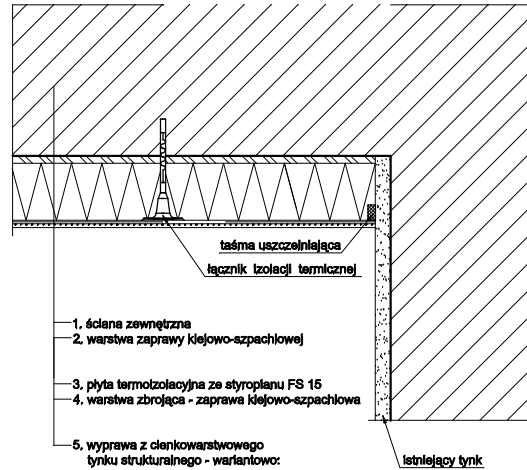 taśma uszczelniająca
łącznik izolacji termicznej
1. ściana zewnętrzna
2. warstwa zaprawy klejowo-szpachlowej
3. płyta termoizolacyjna ze styropianu FS 15
4. warstwa zbrojąca - zaprawa klejowo-szpachlowa
5. wyprawa z cienkowarstwowego
tynku strukturalnego - wariantowo:
istniejący tynk